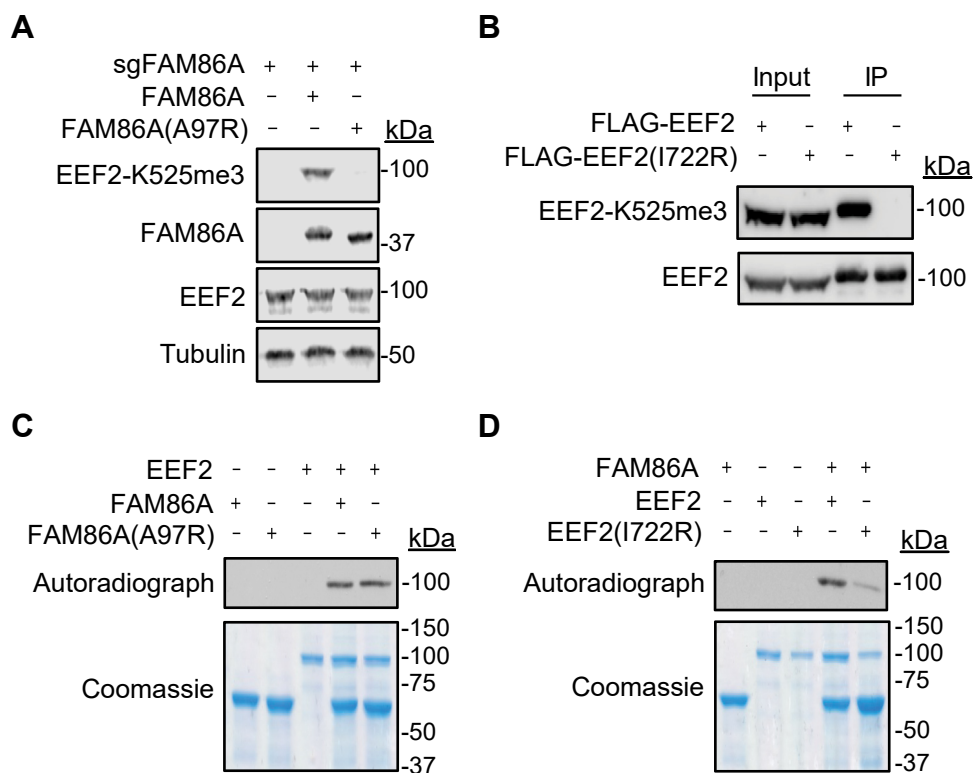 A
sgFAM86A + + +
FAM86A - + -
FAM86A(A97R) - - + kDa
EEF2-K525me3 -100
FAM86A -37
EEF2 -100
Tubulin -50
B
Input IP
FLAG-EEF2 + - + -
FLAG-EEF2(I722R) - + - + kDa
EEF2-K525me3 -100
EEF2 -100
C
EEF2 - - + + +
FAM86A + - - + -
FAM86A(A97R) - + - - + kDa
Autoradiograph -100
-150
-100
-75
Coomassie
-50
-37
D
FAM86A + - - + +
EEF2 - + - + -
EEF2(I722R) - - + - + kDa
Autoradiograph -100
-150
-100
-75
Coomassie
-50
-37